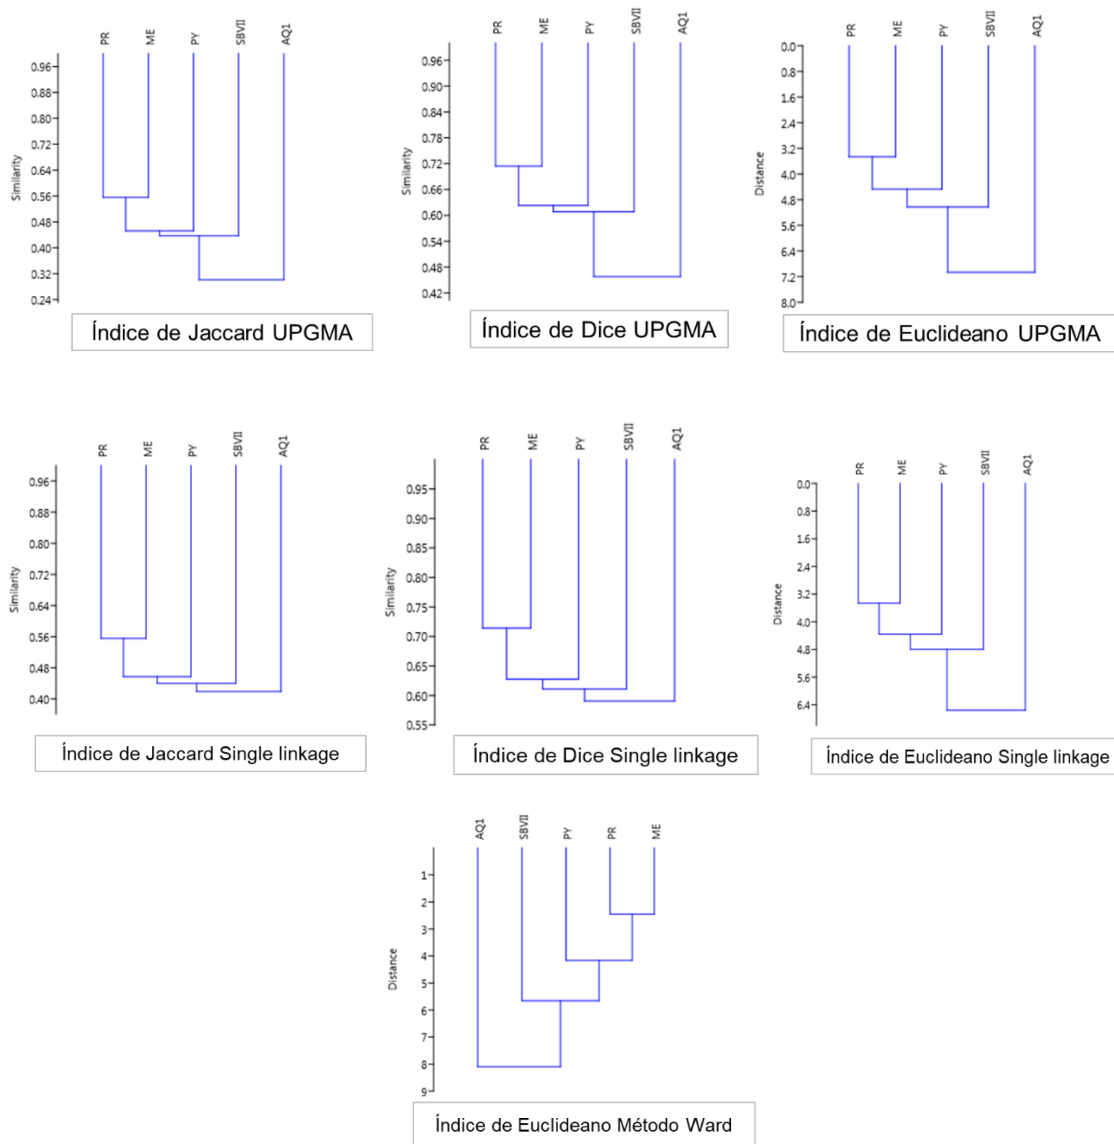 PR
ME
PY
SBVII
AQ1
Similarity
0.96
0.88
0.80
0.72
0.64
0.56
0.48
0.40
0.32
0.24
Índice de Jaccard UPGMA
PR
ME
PY
SBVII
AQ1
Similarity
0.96
0.90
0.84
0.78
0.72
0.66
0.60
0.54
0.48
0.42
Índice de Dice UPGMA
PR
ME
PY
SBVII
AQ1
Distance
0.0
0.8
1.6
2.4
3.2
4.0
4.8
5.6
6.4
7.2
8.0
Índice de Euclideano UPGMA
PR
ME
PY
SBVII
AQ1
Similarity
0.96
0.88
0.80
0.72
0.64
0.56
0.48
0.40
Índice de Jaccard Single linkage
PR
ME
PY
SBVII
AQ1
Similarity
0.95
0.90
0.85
0.80
0.75
0.70
0.65
0.60
0.55
Índice de Dice Single linkage
PR
ME
PY
SBVII
AQ1
Distance
0.0
0.8
1.6
2.4
3.2
4.0
4.8
5.6
6.4
Índice de Euclideano Single linkage
AQ1
SBVII
PY
PR
ME
Distance
1
2
3
4
5
6
7
8
9
Índice de Euclideano Método Ward